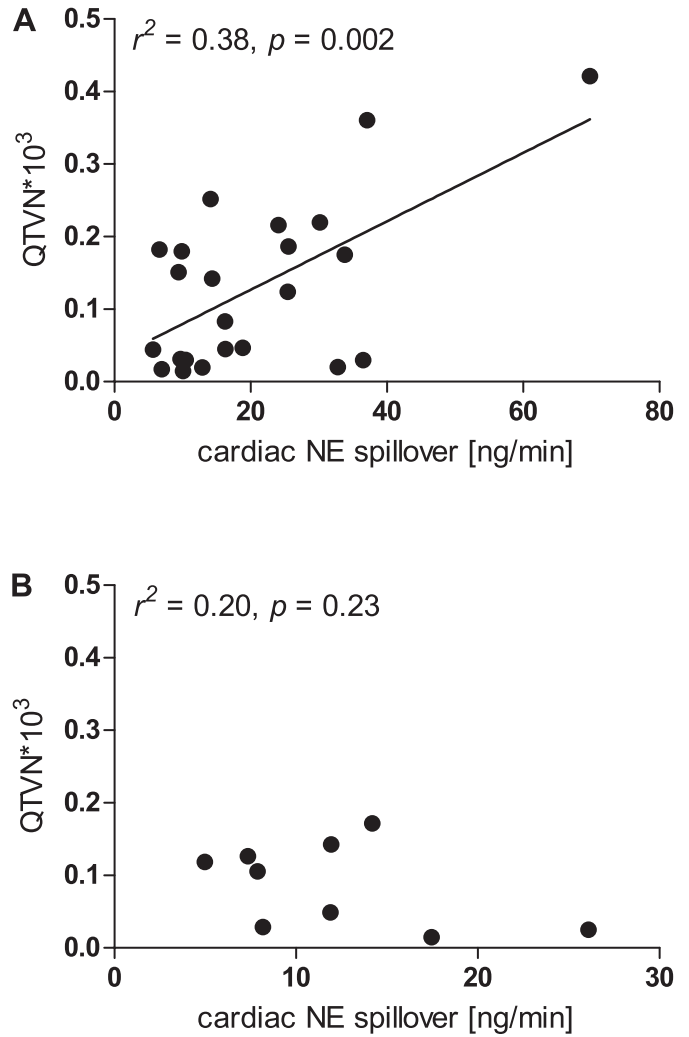 A
r² = 0.38, p = 0.002
0.5
0.4
0.3
0.2
0.1
0.0
QTVN*10³
0 20 40 60 80
cardiac NE spillover [ng/min]
B
r² = 0.20, p = 0.23
0.5
0.4
0.3
0.2
0.1
0.0
QTVN*10³
0 10 20 30
cardiac NE spillover [ng/min]